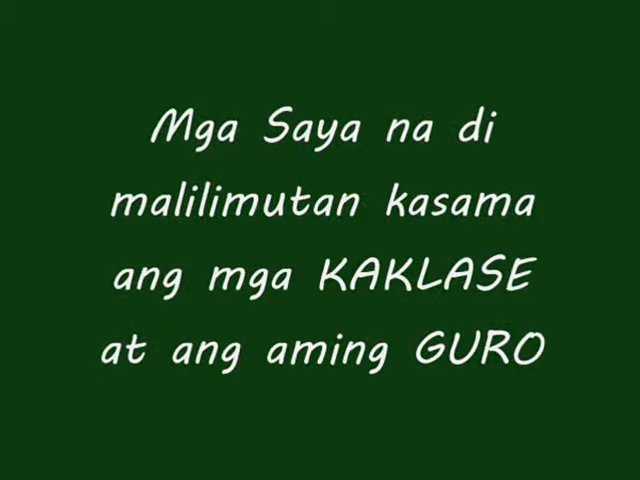 Mga Saya na di
malilimutan kasama
ang mga KAKLASE
at ang aming GURO